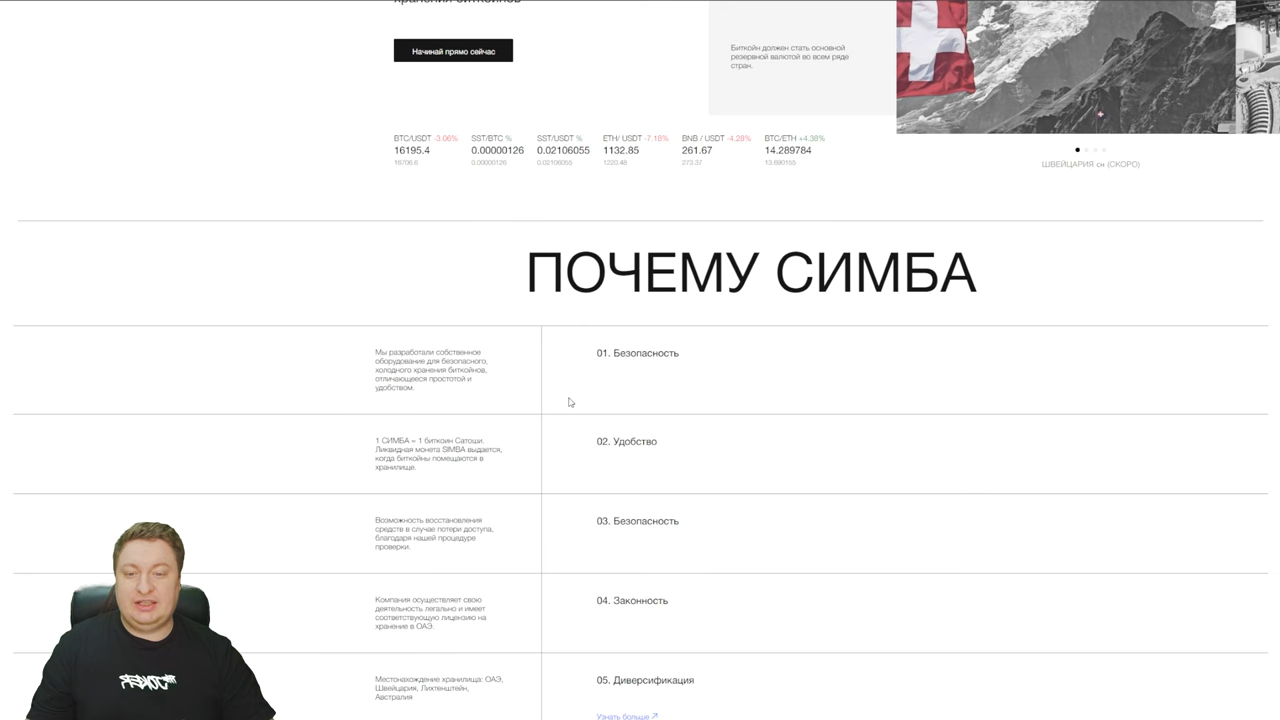 хранения биткойнов
Начинай прямо сейчас
Биткойн должен стать основной
резервной валютой во всем ряде
стран.
BTC/USDT -3.06%
16195.4
16706.6
SST/BTC %
0.00000126
0.00000126
SST/USDT %
0.02106055
0.02106055
ETH/ USDT -7.18%
1132.85
1220.48
BNB / USDT -4.28%
261.67
273.37
BTC/ETH +4.38%
14.289784
13.690155
ШВЕЙЦАРИЯ сн (СКОРО)
ПОЧЕМУ СИМБА
Мы разработали собственное
оборудование для безопасного,
холодного хранения биткойнов,
отличающееся простотой и
удобством.
01. Безопасность
1 СИМБА = 1 биткоин Сатоши.
Ликвидная монета SIMBA выдается,
когда биткойны помещаются в
хранилище.
02. Удобство
Возможность восстановления
средств в случае потери доступа,
благодаря нашей процедуре
проверки.
03. Безопасность
Компания осуществляет свою
деятельность легально и имеет
соответствующую лицензию на
хранение в ОАЭ.
04. Законность
Местонахождение хранилища: ОАЭ,
Швейцария, Лихтенштейн,
Австралия
05. Диверсификация
Узнать больше ↗